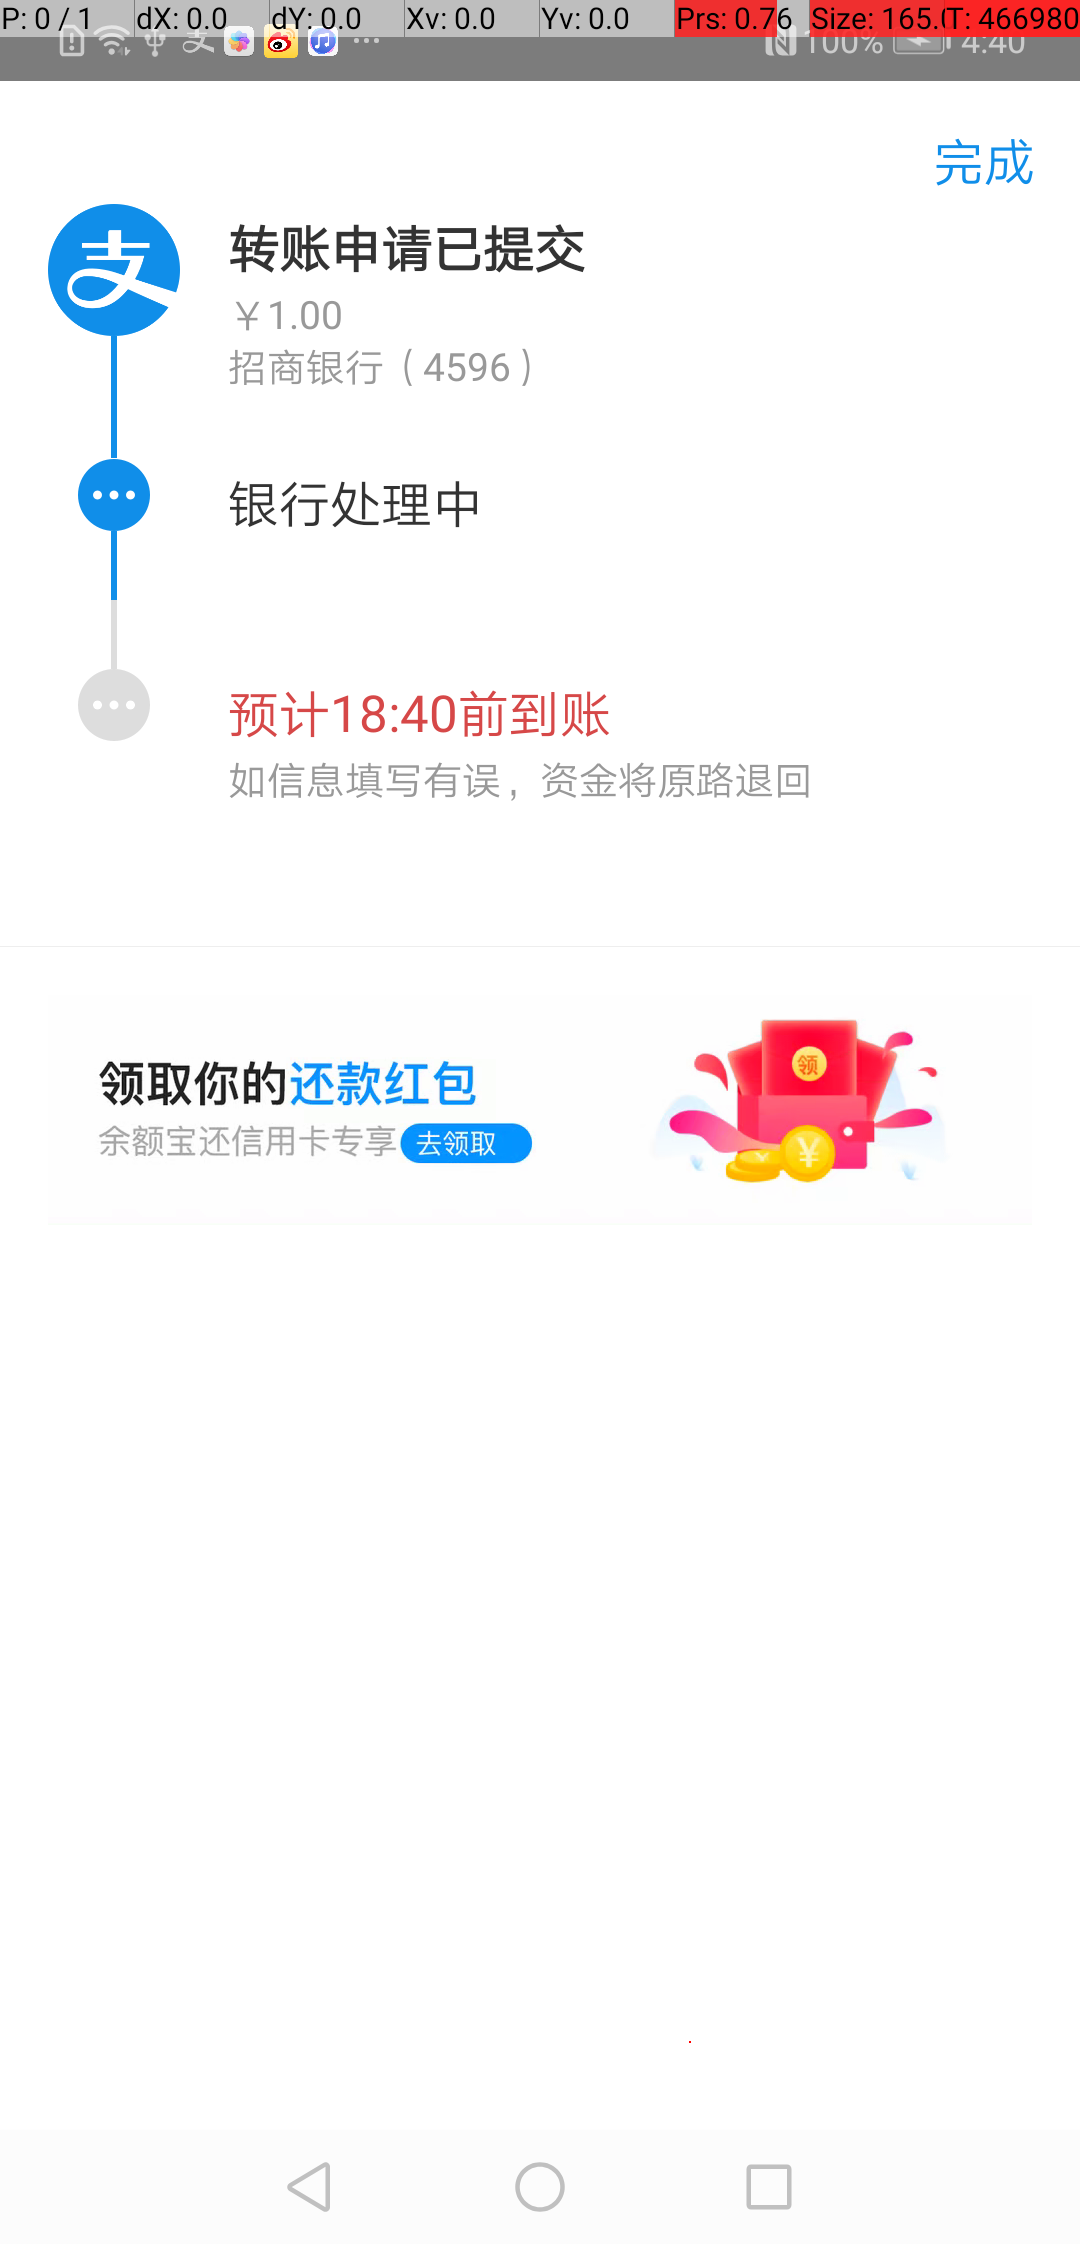 P: 0 / 1 dX: 0.0 dY: 0.0 Xv: 0.0 Yv: 0.0 Prs: 0.76 Size: 165.0 T: 466980
100% 4:40
完成
转账申请已提交
￥1.00
招商银行（4596）
银行处理中
预计18:40前到账
如信息填写有误，资金将原路退回
领取你的还款红包
领
余额宝还信用卡专享 去领取